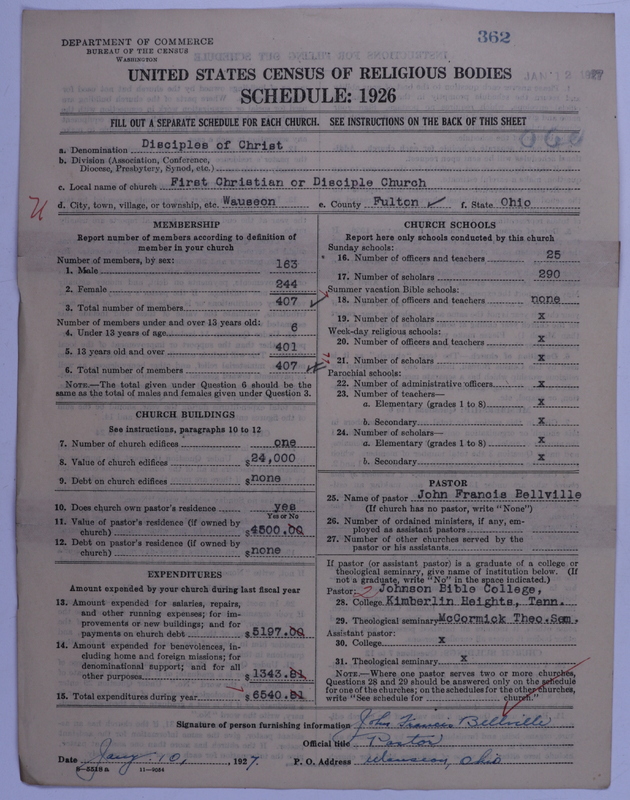 362
DEPARTMENT OF COMMERCE
BUREAU OF THE CENSUS
WASHINGTON
UNITED STATES CENSUS OF RELIGIOUS BODIES
SCHEDULE: 1926
FILL OUT A SEPARATE SCHEDULE FOR EACH CHURCH. SEE INSTRUCTIONS ON THE BACK OF THIS SHEET
a. Denomination Disciples of Christ
b. Division (Association, Conference,
Diocese, Presbytery, Synod, etc.)
c. Local name of church First Christian or Disciple Church
d. City, town, village, or township, etc. Wauseon e. County Fulton f. State Ohio
MEMBERSHIP
Report number of members according to definition of
member in your church
Number of members, by sex:
1. Male 163
2. Female 244
3. Total number of members 407
Number of members under and over 13 years old:
4. Under 13 years of age 6
5. 13 years old and over 401
6. Total number of members 407
NOTE.—The total given under Question 6 should be the
same as the total of males and females given under Question 3.
CHURCH BUILDINGS
See instructions, paragraphs 10 to 12
7. Number of church edifices one
8. Value of church edifices $24,000
9. Debt on church edifices $none
10. Does church own pastor's residence yes
Yes or No
11. Value of pastor's residence (if owned by
church) $4500.00
12. Debt on pastor's residence (if owned by
church) $none
EXPENDITURES
Amount expended by your church during last fiscal year
13. Amount expended for salaries, repairs,
and other running expenses; for im-
provements or new buildings; and for
payments on church debt $5197.00
14. Amount expended for benevolences, in-
cluding home and foreign missions; for
denominational support; and for all
other purposes $1343.81
15. Total expenditures during year $6540.81
CHURCH SCHOOLS
Report here only schools conducted by this church
Sunday schools:
16. Number of officers and teachers 25
17. Number of scholars 290
Summer vacation Bible schools:
18. Number of officers and teachers none
19. Number of scholars x
Week-day religious schools:
20. Number of officers and teachers x
21. Number of scholars x
Parochial schools:
22. Number of administrative officers x
23. Number of teachers—
a. Elementary (grades 1 to 8) x
b. Secondary x
24. Number of scholars—
a. Elementary (grades 1 to 8) x
b. Secondary x
PASTOR
25. Name of pastor John Francis Bellville
(If church has no pastor, write "None")
26. Number of ordained ministers, if any, em-
ployed as assistant pastors
27. Number of other churches served by the
pastor or his assistants
If pastor (or assistant pastor) is a graduate of a college or
theological seminary, give name of institution below. (If
not a graduate, write "No" in the space indicated.)
Pastor: Johnson Bible College,
28. College Kimberlin Heights, Tenn.
29. Theological seminary McCormick Theo. Sem.
Assistant pastor:
30. College x
31. Theological seminary x
NOTE.—Where one pastor serves two or more churches,
Questions 28 and 29 should be answered only on the schedule
for one of the churches; on the schedules for the other churches,
write "See schedule for church."
Signature of person furnishing information John Francis Bellville
Official title Pastor
Date Jany. 10, , 1927. P. O. Address Wauseon, Ohio
8-5518a 11-9584